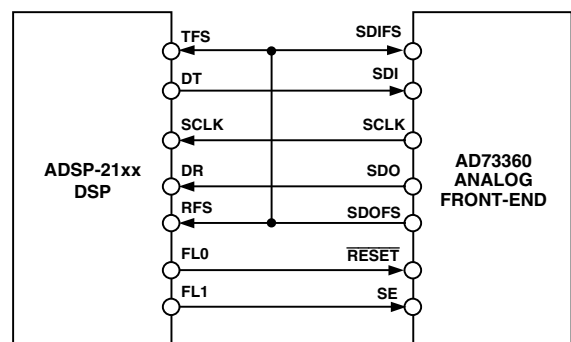 TFS SDIFS
DT SDI
SCLK SCLK
ADSP-21xx
DSP
DR SDO
AD73360
ANALOG
FRONT-END
RFS SDOFS
FL0 RESET
FL1 SE